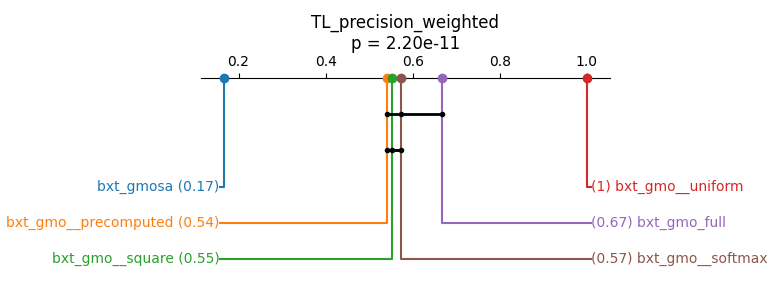 TL_precision_weighted
p = 2.20e-11
0.2 0.4 0.6 0.8 1.0
bxt_gmosa (0.17) (1) bxt_gmo__uniform
bxt_gmo__precomputed (0.54) (0.67) bxt_gmo_full
bxt_gmo__square (0.55) (0.57) bxt_gmo__softmax